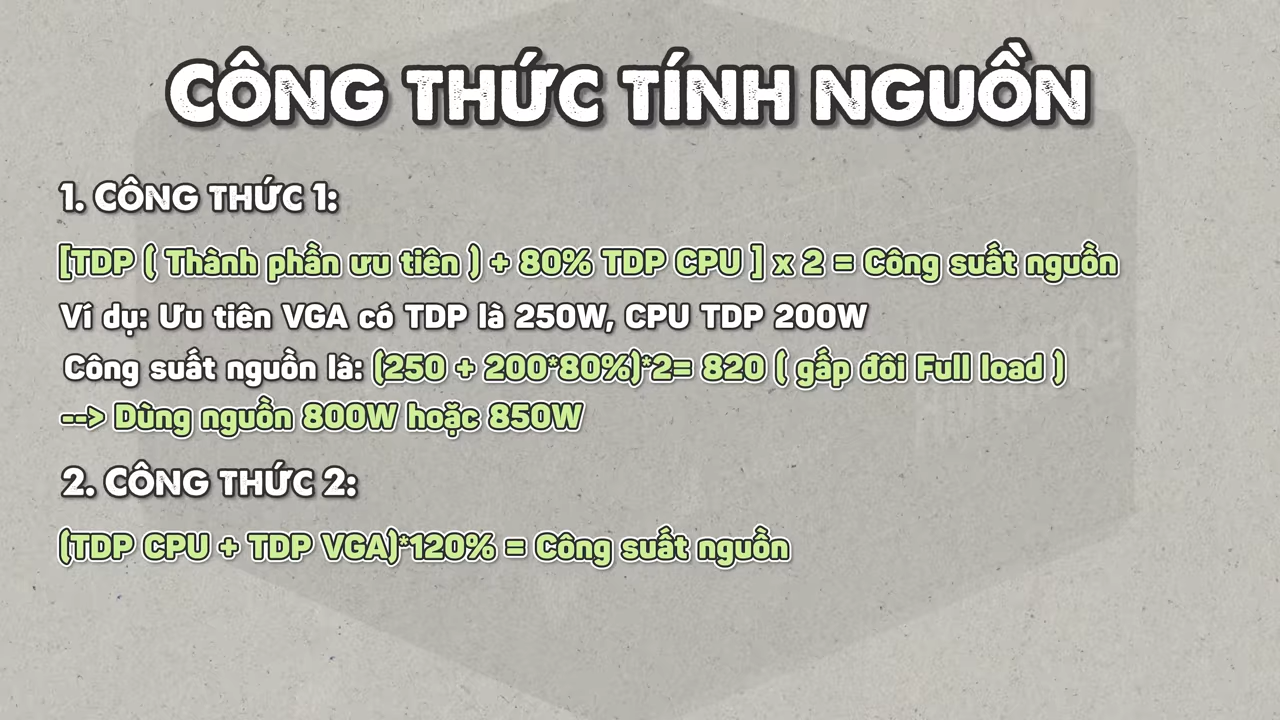 CÔNG THỨC TÍNH NGUỒN
1. CÔNG THỨC 1:
[TDP ( Thành phần ưu tiên ) + 80% TDP CPU ] x 2 = Công suất nguồn
Ví dụ: Ưu tiên VGA có TDP là 250W, CPU TDP 200W
Công suất nguồn là: (250 + 200*80%)*2= 820 ( gấp đôi Full load )
--> Dùng nguồn 800W hoặc 850W
2. CÔNG THỨC 2:
(TDP CPU + TDP VGA)*120% = Công suất nguồn